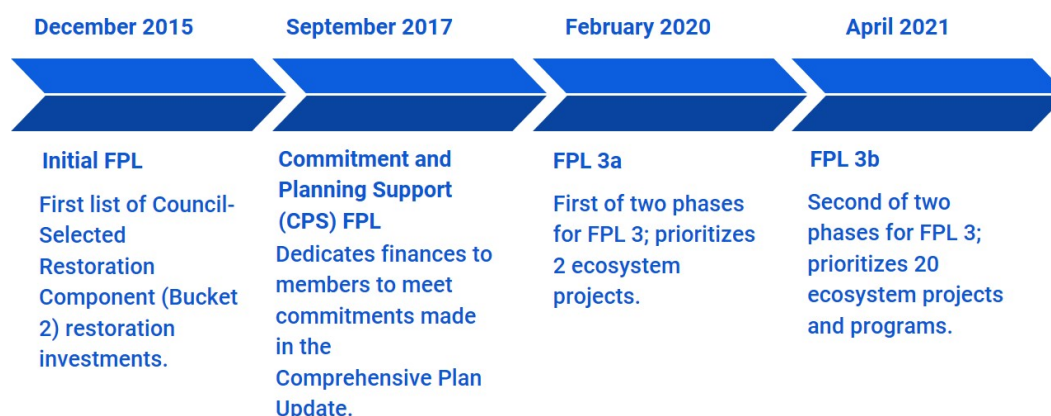 December 2015
September 2017
February 2020
April 2021
Initial FPL
First list of Council-
Selected
Restoration
Component (Bucket
2) restoration
investments.
Commitment and
Planning Support
(CPS) FPL
Dedicates finances to
members to meet
commitments made
in the
Comprehensive Plan
Update.
FPL 3a
First of two phases
for FPL 3; prioritizes
2 ecosystem
projects.
FPL 3b
Second of two
phases for FPL 3;
prioritizes 20
ecosystem projects
and programs.